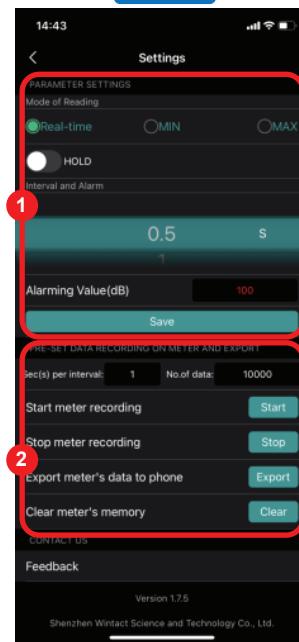 14:43
Settings
PARAMETER SETTINGS
Mode of Reading
Real-time MIN MAX
HOLD
Interval and Alarm
1
0.5 S
1
Alarming Value(dB) 100
Save
PRE-SET DATA RECORDING ON METER AND EXPORT
Sec(s) per interval: 1 No.of data: 10000
Start meter recording Start
Stop meter recording Stop
2
Export meter's data to phone Export
Clear meter's memory Clear
CONTACT US
Feedback
Version 1.7.5
Shenzhen Wintact Science and Technology Co., Ltd.